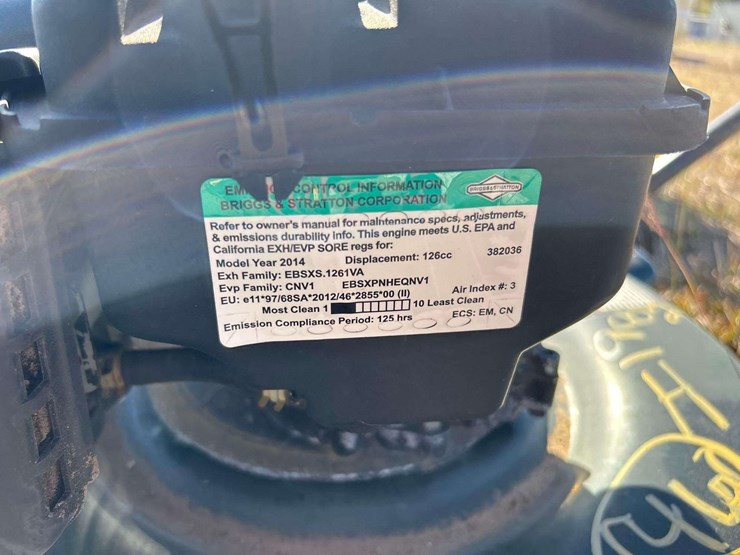 CONTROL INFORMATION
BRIGGS & STRATTON CORPORATION
BRIGGS&STRATTON
Refer to owner's manual for maintenance specs, adjustments,
& emissions durability info. This engine meets U.S. EPA and
California EXH/EVP SORE regs for:
382036
Model Year 2014 Displacement: 126cc
Exh Family: EBSXS.1261VA
Evp Family: CNV1 EBSXPNHEQNV1
Air Index #: 3
EU: e11*97/68SA*2012/46*2855*00 (II)
Most Clean 1 10 Least Clean
Emission Compliance Period: 125 hrs
ECS: EM, CN